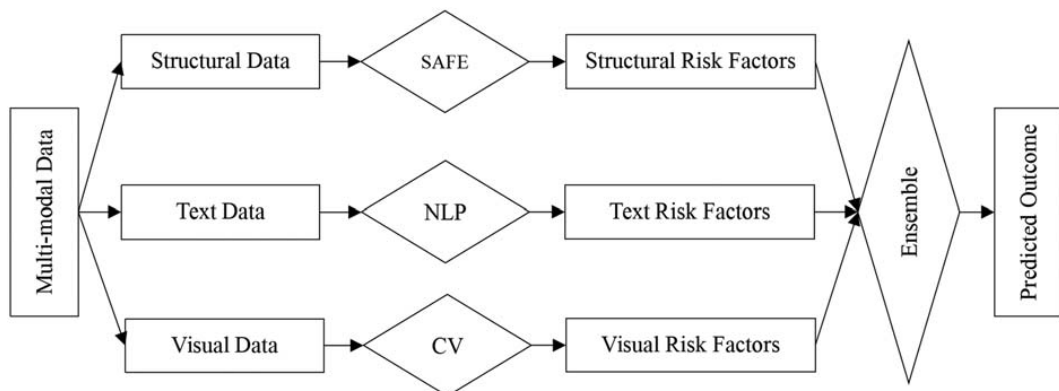 Multi-modal Data
Structural Data
SAFE
Structural Risk Factors
Text Data
NLP
Text Risk Factors
Visual Data
CV
Visual Risk Factors
Ensemble
Predicted Outcome